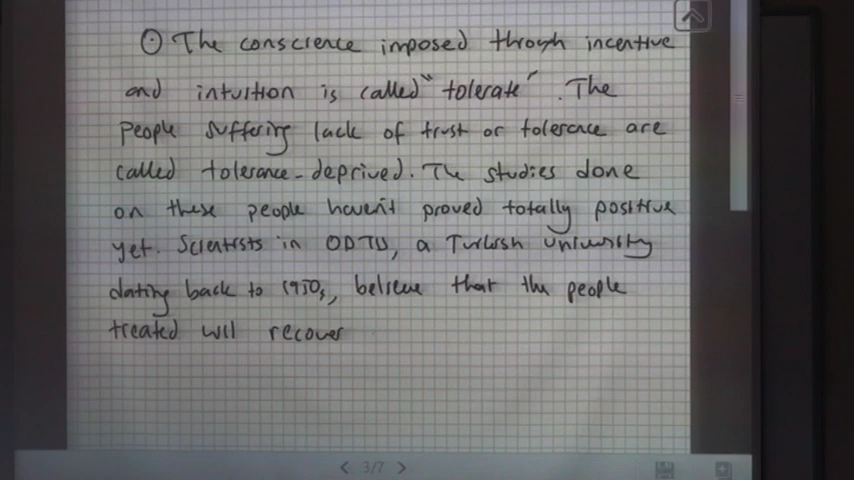 The conscience imposed through incentive
and intuition is called "tolerate". The
people suffering lack of trust or tolerance are
called tolerance-deprived. The studies done
on these people haven't proved totally positive
yet. Scientists in ODTU, a Turkish university
dating back to 1950s, believe that the people
treated will recover
< 3/7 >